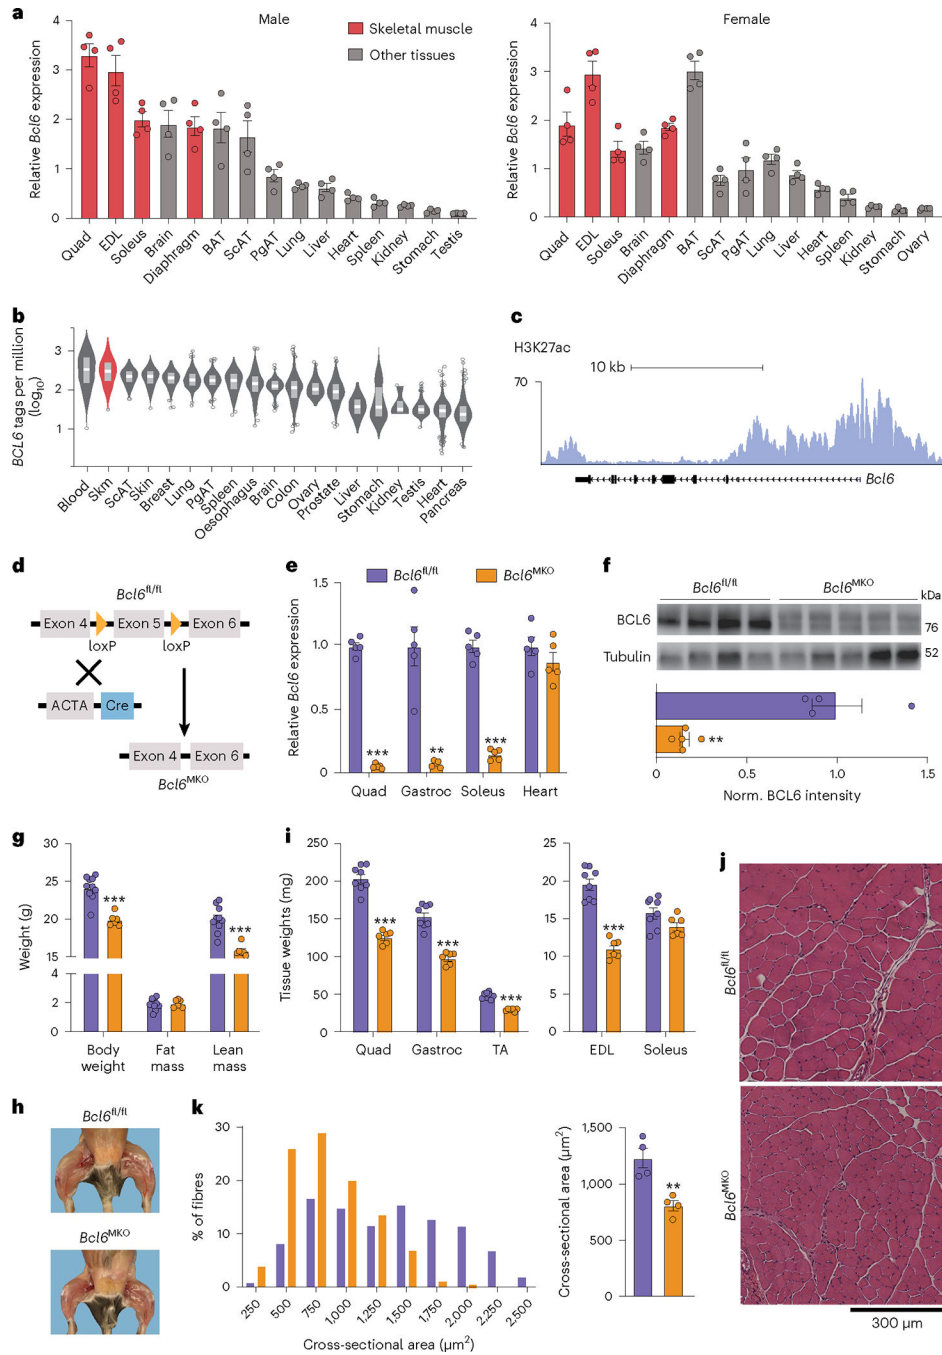 a
Male
Female
Skeletal muscle
Other tissues
Relative Bcl6 expression
4
3
2
1
0
Quad
EDL
Soleus
Brain
Diaphragm
BAT
ScAT
PgAT
Lung
Liver
Heart
Spleen
Kidney
Stomach
Testis
Relative Bcl6 expression
4
3
2
1
0
Quad
EDL
Soleus
Brain
Diaphragm
BAT
ScAT
PgAT
Lung
Liver
Heart
Spleen
Kidney
Stomach
Ovary
b
BCL6 tags per million
(log10)
3
2
1
Blood
Skm
ScAT
Skin
Breast
Lung
PgAT
Spleen
Oesophagus
Brain
Colon
Ovary
Prostate
Liver
Stomach
Kidney
Testis
Heart
Pancreas
c
H3K27ac
10 kb
70
Bcl6
d
Bcl6fl/fl
Exon 4
Exon 5
Exon 6
loxP
loxP
ACTA
Cre
Exon 4
Exon 6
Bcl6MKO
e
Bcl6fl/fl
Bcl6MKO
Relative Bcl6 expression
1.5
1.0
0.5
0
***
**
***
Quad
Gastroc
Soleus
Heart
f
Bcl6fl/fl
Bcl6MKO
kDa
BCL6
76
Tubulin
52
**
0
0.5
1.0
1.5
Norm. BCL6 intensity
g
Weight (g)
30
25
20
15
4
2
0
***
***
Body
weight
Fat
mass
Lean
mass
h
Bcl6fl/fl
Bcl6MKO
i
Tissue weights (mg)
250
200
150
100
50
0
***
***
***
Quad
Gastroc
TA
25
20
15
10
5
0
***
EDL
Soleus
j
Bcl6fl/fl
Bcl6MKO
300 µm
k
% of fibres
30
20
10
0
250
500
750
1,000
1,250
1,500
1,750
2,000
2,250
2,500
Cross-sectional area (µm2)
Cross-sectional area (µm2)
1,500
1,000
500
0
**